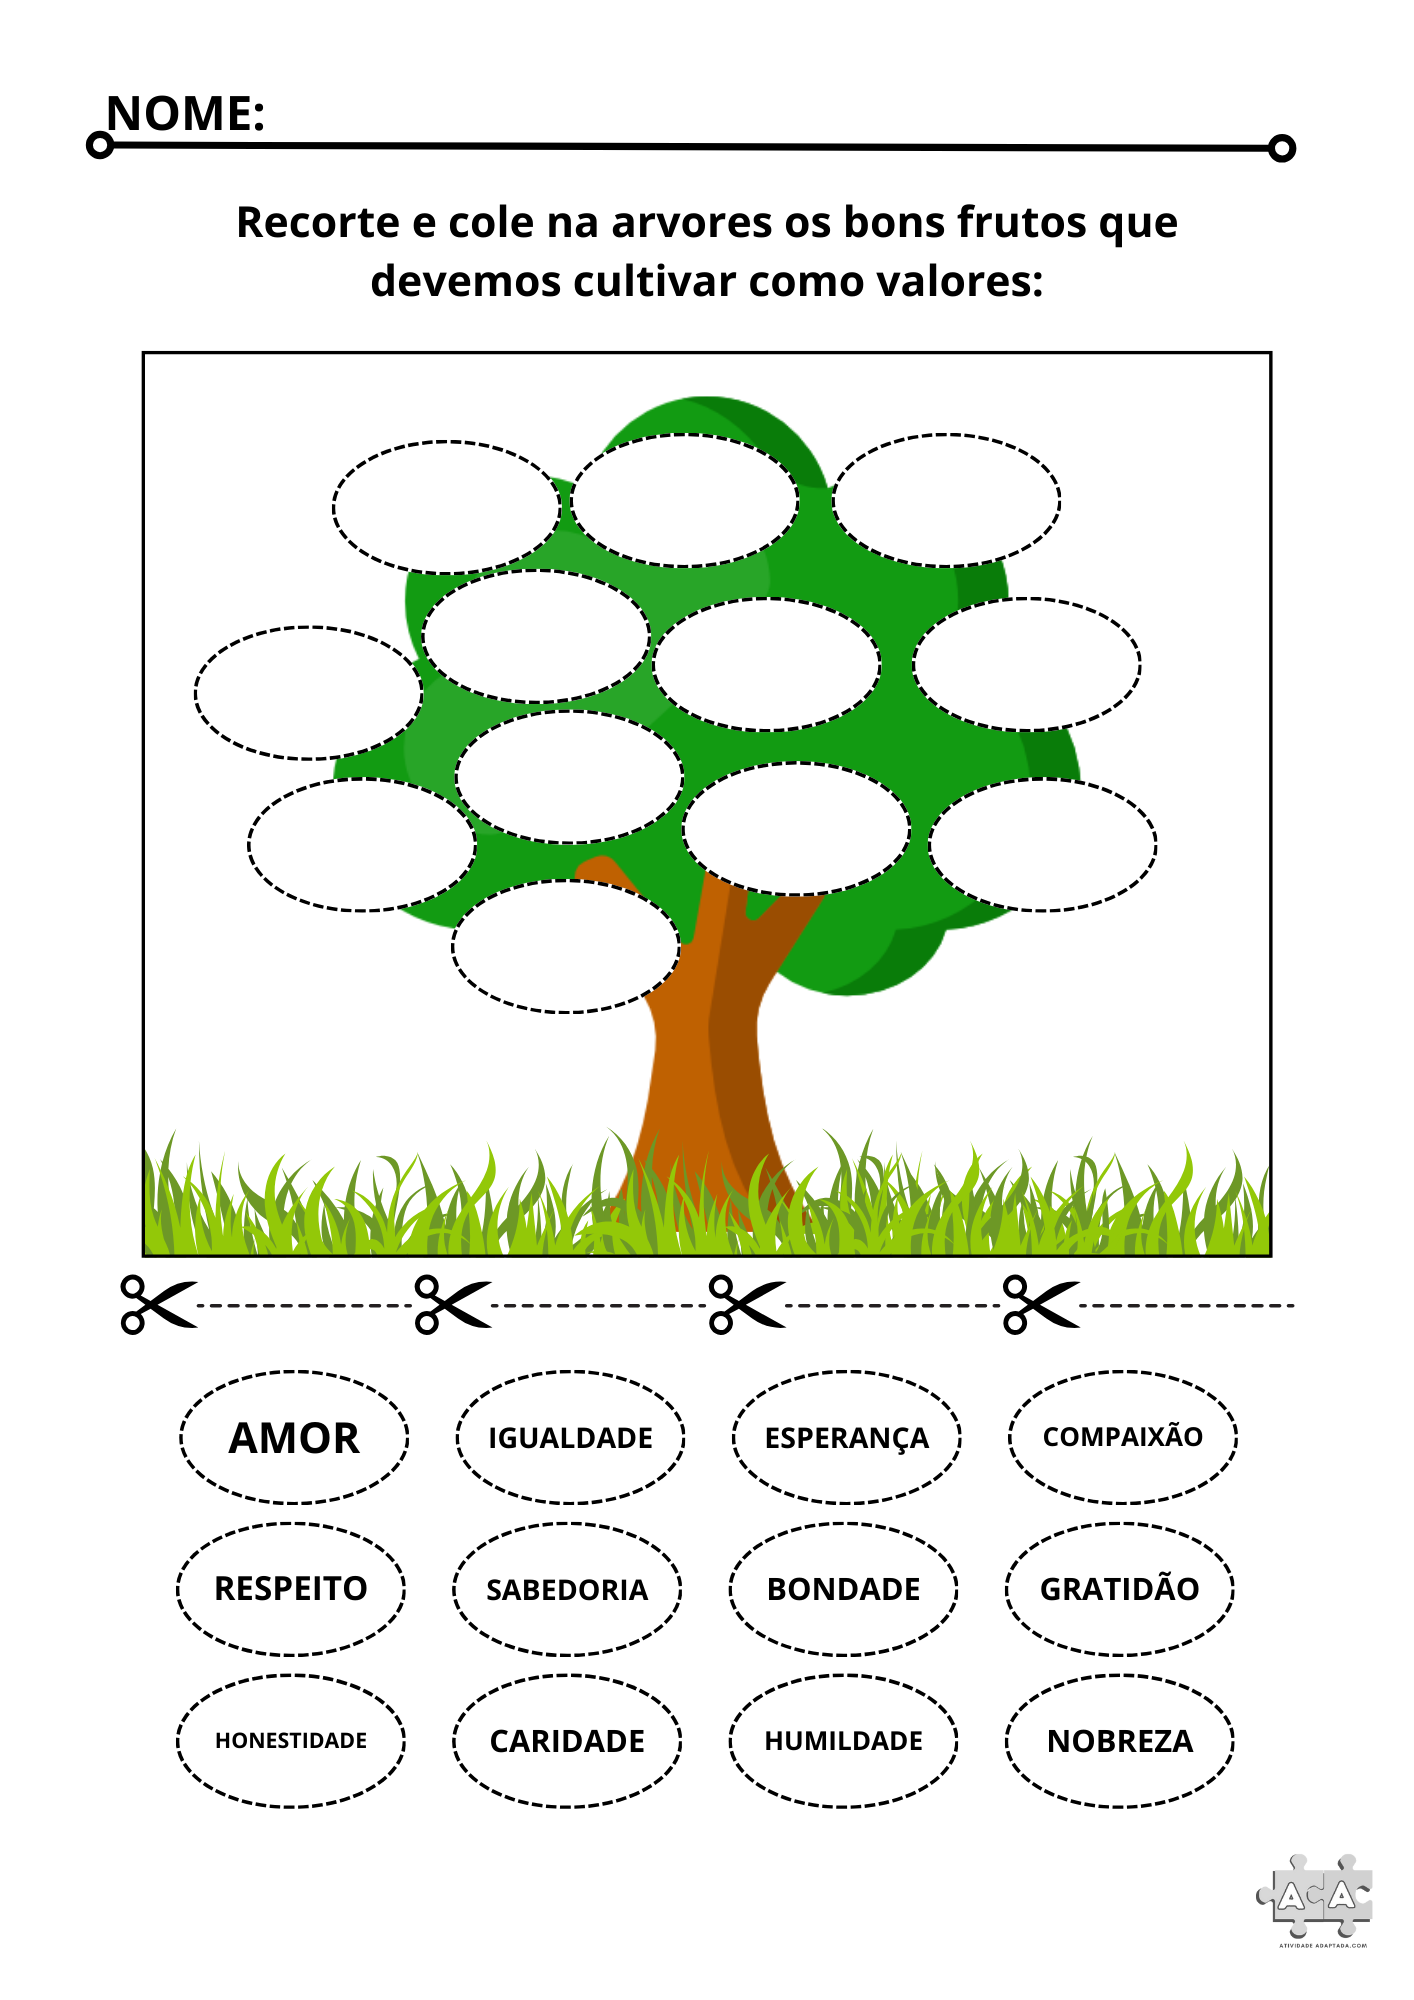 NOME:
Recorte e cole na arvores os bons frutos que
devemos cultivar como valores:
AMOR
IGUALDADE
ESPERANÇA
COMPAIXÃO
RESPEITO
SABEDORIA
BONDADE
GRATIDÃO
HONESTIDADE
CARIDADE
HUMILDADE
NOBREZA
A A
ATIVIDADE ADAPTADA.COM